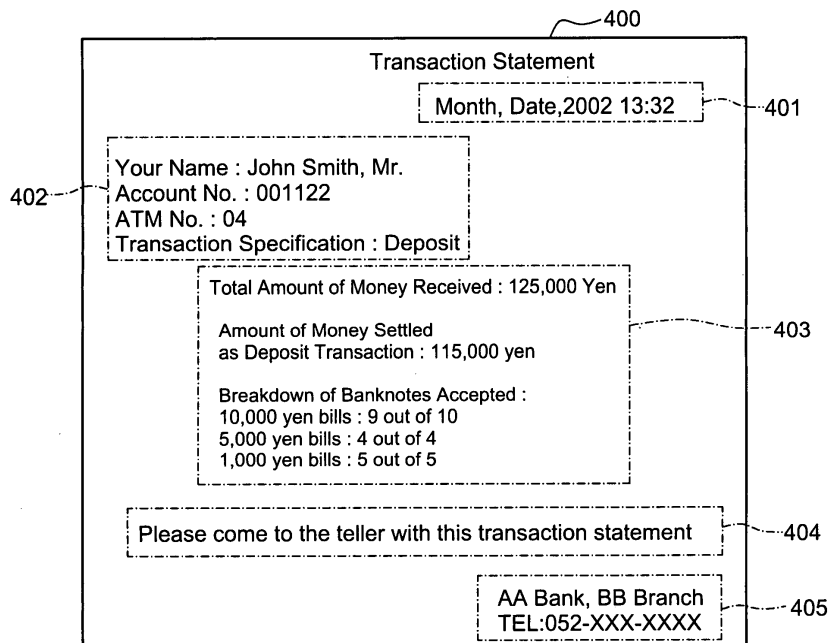 400
Transaction Statement
Month, Date,2002 13:32
401
Your Name : John Smith, Mr.
Account No. : 001122
ATM No. : 04
Transaction Specification : Deposit
402
Total Amount of Money Received : 125,000 Yen
Amount of Money Settled
as Deposit Transaction : 115,000 yen
Breakdown of Banknotes Accepted :
10,000 yen bills : 9 out of 10
5,000 yen bills : 4 out of 4
1,000 yen bills : 5 out of 5
403
Please come to the teller with this transaction statement
404
AA Bank, BB Branch
TEL:052-XXX-XXXX
405